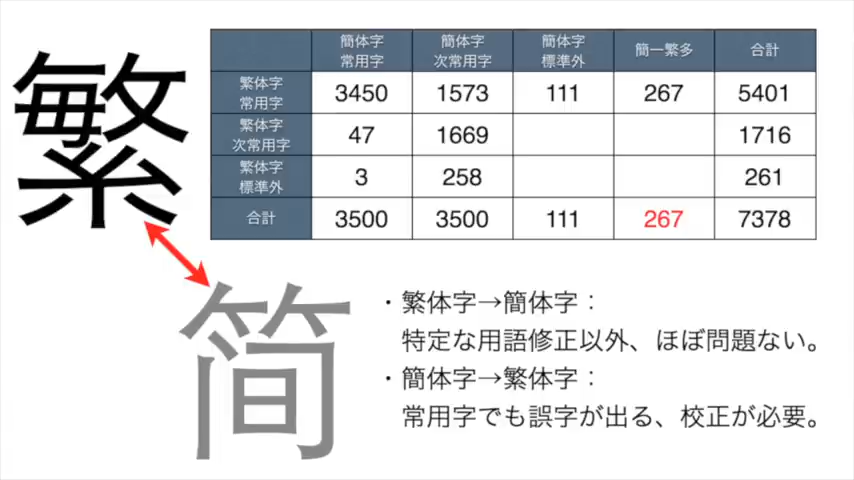 繁
简
簡体字 常用字 簡体字 次常用字 簡体字 標準外 簡一繁多 合計
繁体字 常用字 3450 1573 111 267 5401
繁体字 次常用字 47 1669 1716
繁体字 標準外 3 258 261
合計 3500 3500 111 267 7378
・繁体字→簡体字：
特定な用語修正以外、ほぼ問題ない。
・簡体字→繁体字：
常用字でも誤字が出る、校正が必要。